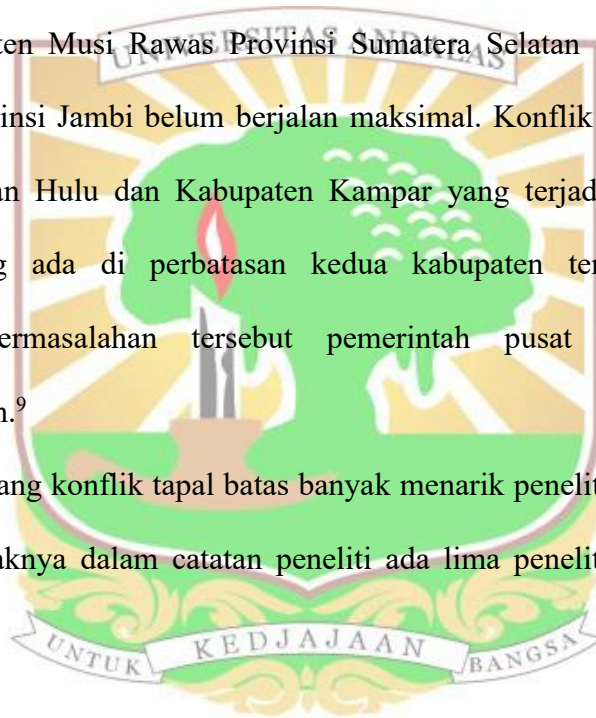 ten Musi Rawas Provinsi Sumatera Selatan
UNIVERSITAS ANDALAS
insi Jambi belum berjalan maksimal. Konflik
an Hulu dan Kabupaten Kampar yang terjad
g ada di perbatasan kedua kabupaten ter
ermasalahan tersebut pemerintah pusat
n.⁹
ang konflik tapal batas banyak menarik penelit
aknya dalam catatan peneliti ada lima penelit
UNTUK KEDJAJAAN BANGSA